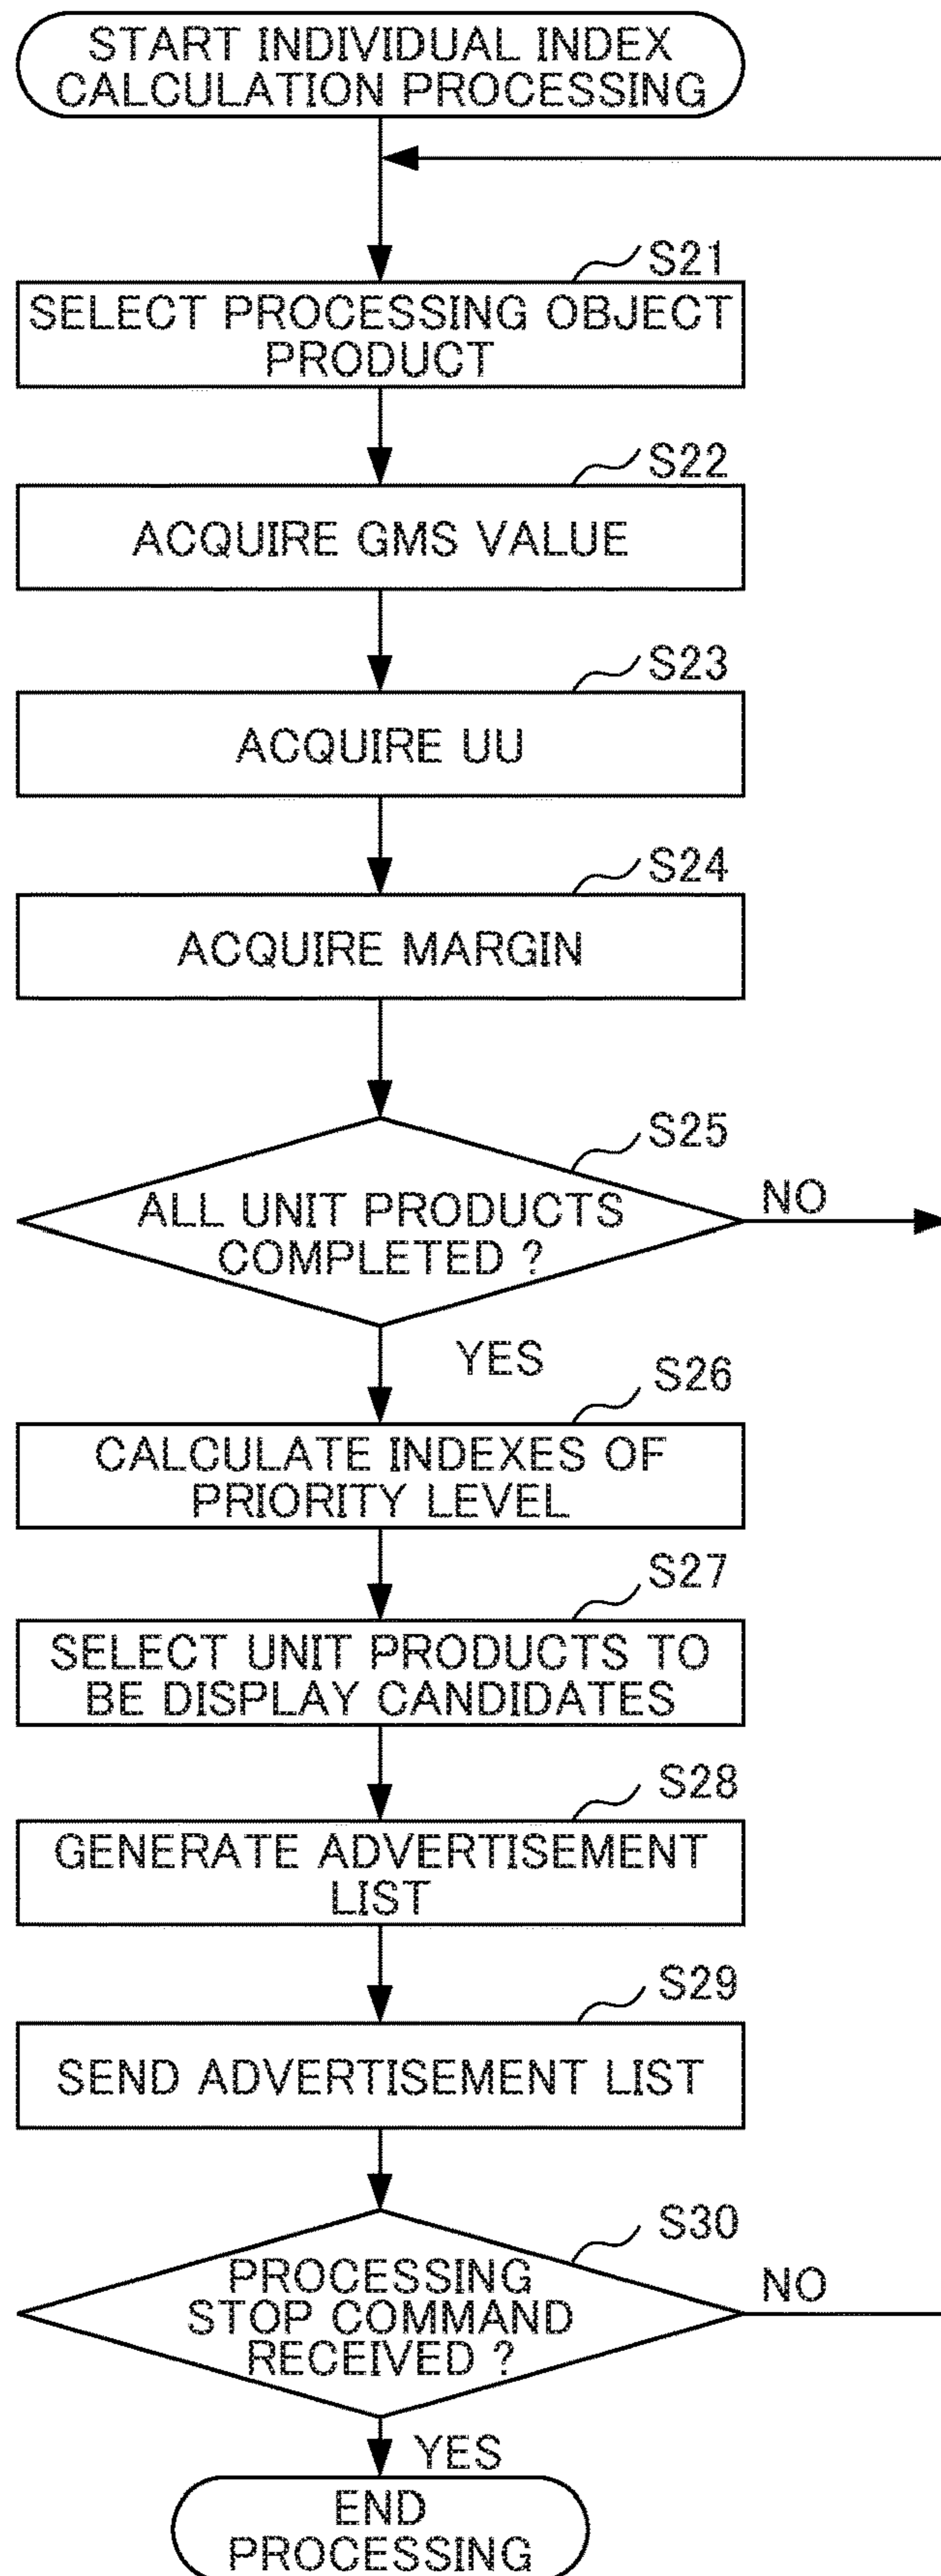 START INDIVIDUAL INDEX
CALCULATION PROCESSING
S21
SELECT PROCESSING OBJECT
PRODUCT
S22
ACQUIRE GMS VALUE
S23
ACQUIRE UU
S24
ACQUIRE MARGIN
S25
ALL UNIT PRODUCTS
COMPLETED ?
NO
YES
S26
CALCULATE INDEXES OF
PRIORITY LEVEL
S27
SELECT UNIT PRODUCTS TO
BE DISPLAY CANDIDATES
S28
GENERATE ADVERTISEMENT
LIST
S29
SEND ADVERTISEMENT LIST
S30
PROCESSING
STOP COMMAND
RECEIVED ?
NO
YES
END
PROCESSING